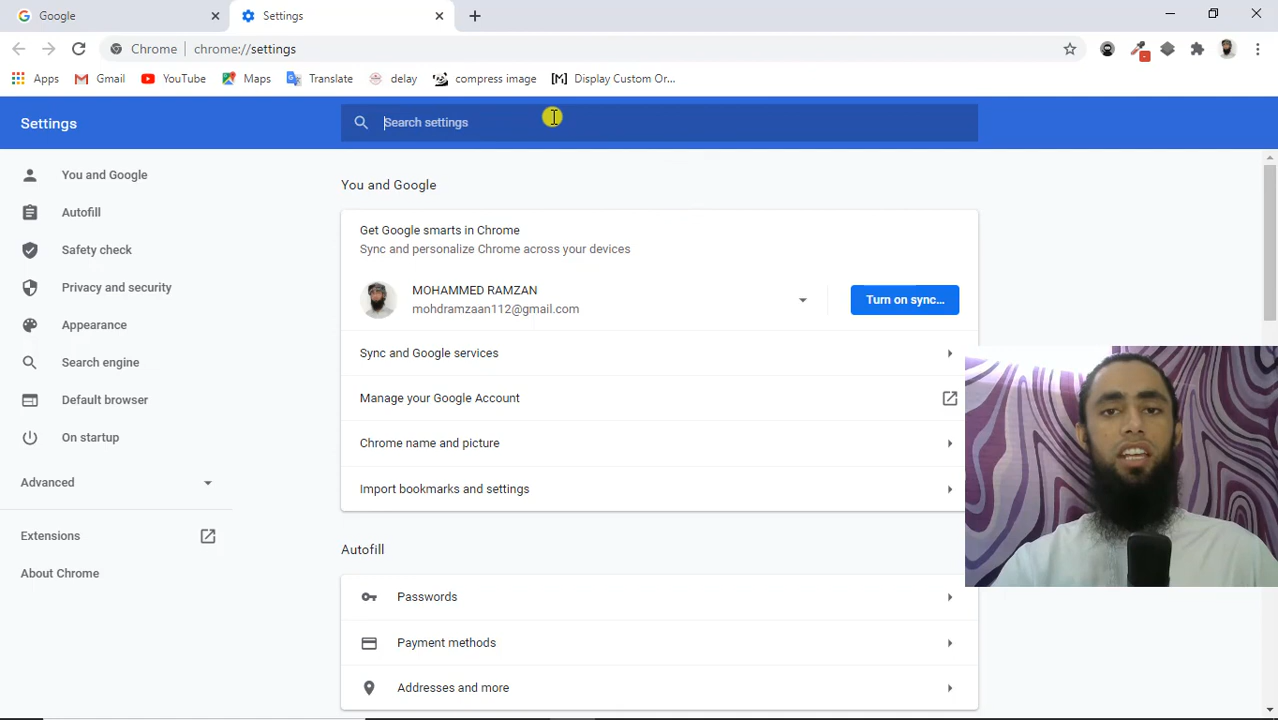 Google
Settings
Chrome
chrome://settings
Apps
Gmail
YouTube
Maps
Translate
delay
compress image
Display Custom Or...
Settings
Search settings
You and Google
Autofill
Safety check
Privacy and security
Appearance
Search engine
Default browser
On startup
Advanced
Extensions
About Chrome
You and Google
Get Google smarts in Chrome
Sync and personalize Chrome across your devices
MOHAMMED RAMZAN
mohdramzaan112@gmail.com
Turn on sync...
Sync and Google services
Manage your Google Account
Chrome name and picture
Import bookmarks and settings
Autofill
Passwords
Payment methods
Addresses and more